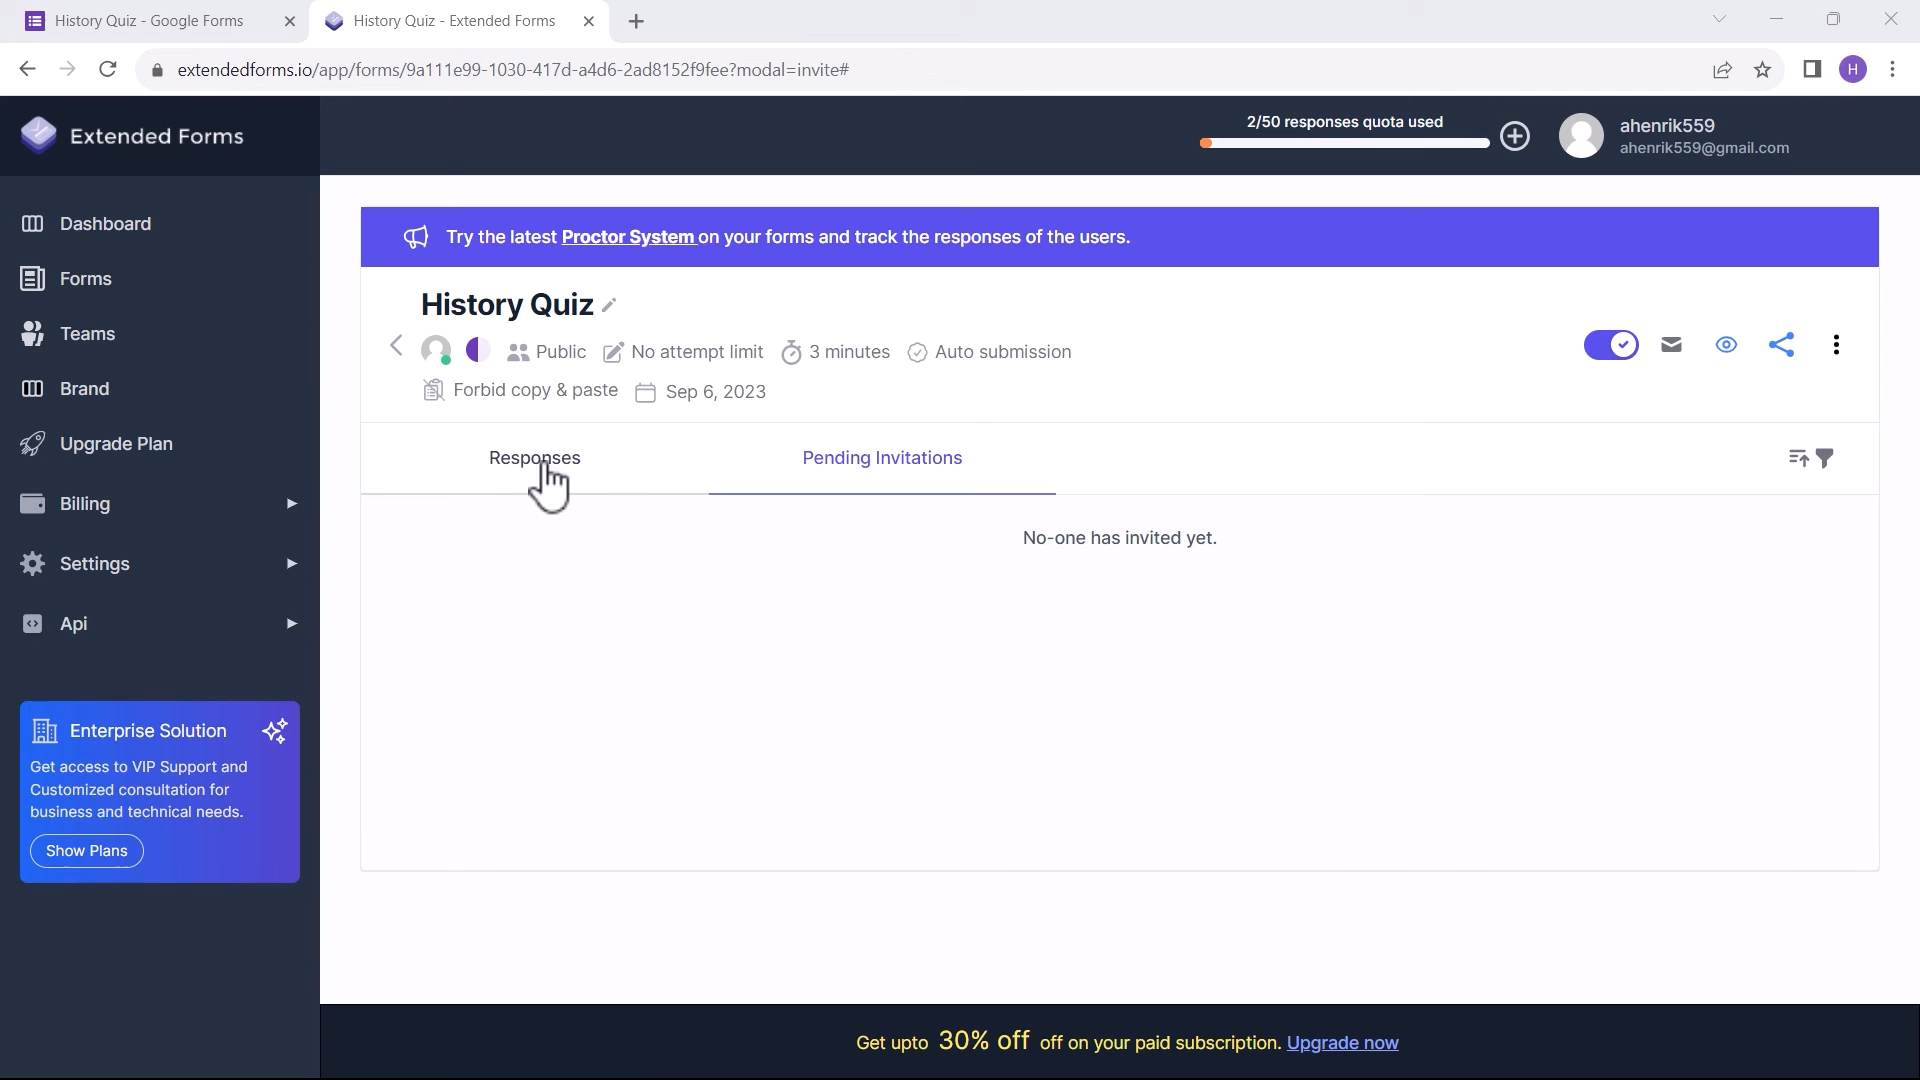 History Quiz - Google Forms
History Quiz - Extended Forms
extendedforms.io/app/forms/9a111e99-1030-417d-a4d6-2ad8152f9fee?modal=invite#
H
Extended Forms
2/50 responses quota used
ahenrik559
ahenrik559@gmail.com
Dashboard
Forms
Teams
Brand
Upgrade Plan
Billing
Settings
Api
Enterprise Solution
Get access to VIP Support and
Customized consultation for
business and technical needs.
Show Plans
Try the latest Proctor System on your forms and track the responses of the users.
History Quiz
Public No attempt limit 3 minutes Auto submission
Forbid copy & paste Sep 6, 2023
Responses Pending Invitations
No-one has invited yet.
Get upto 30% off off on your paid subscription. Upgrade now